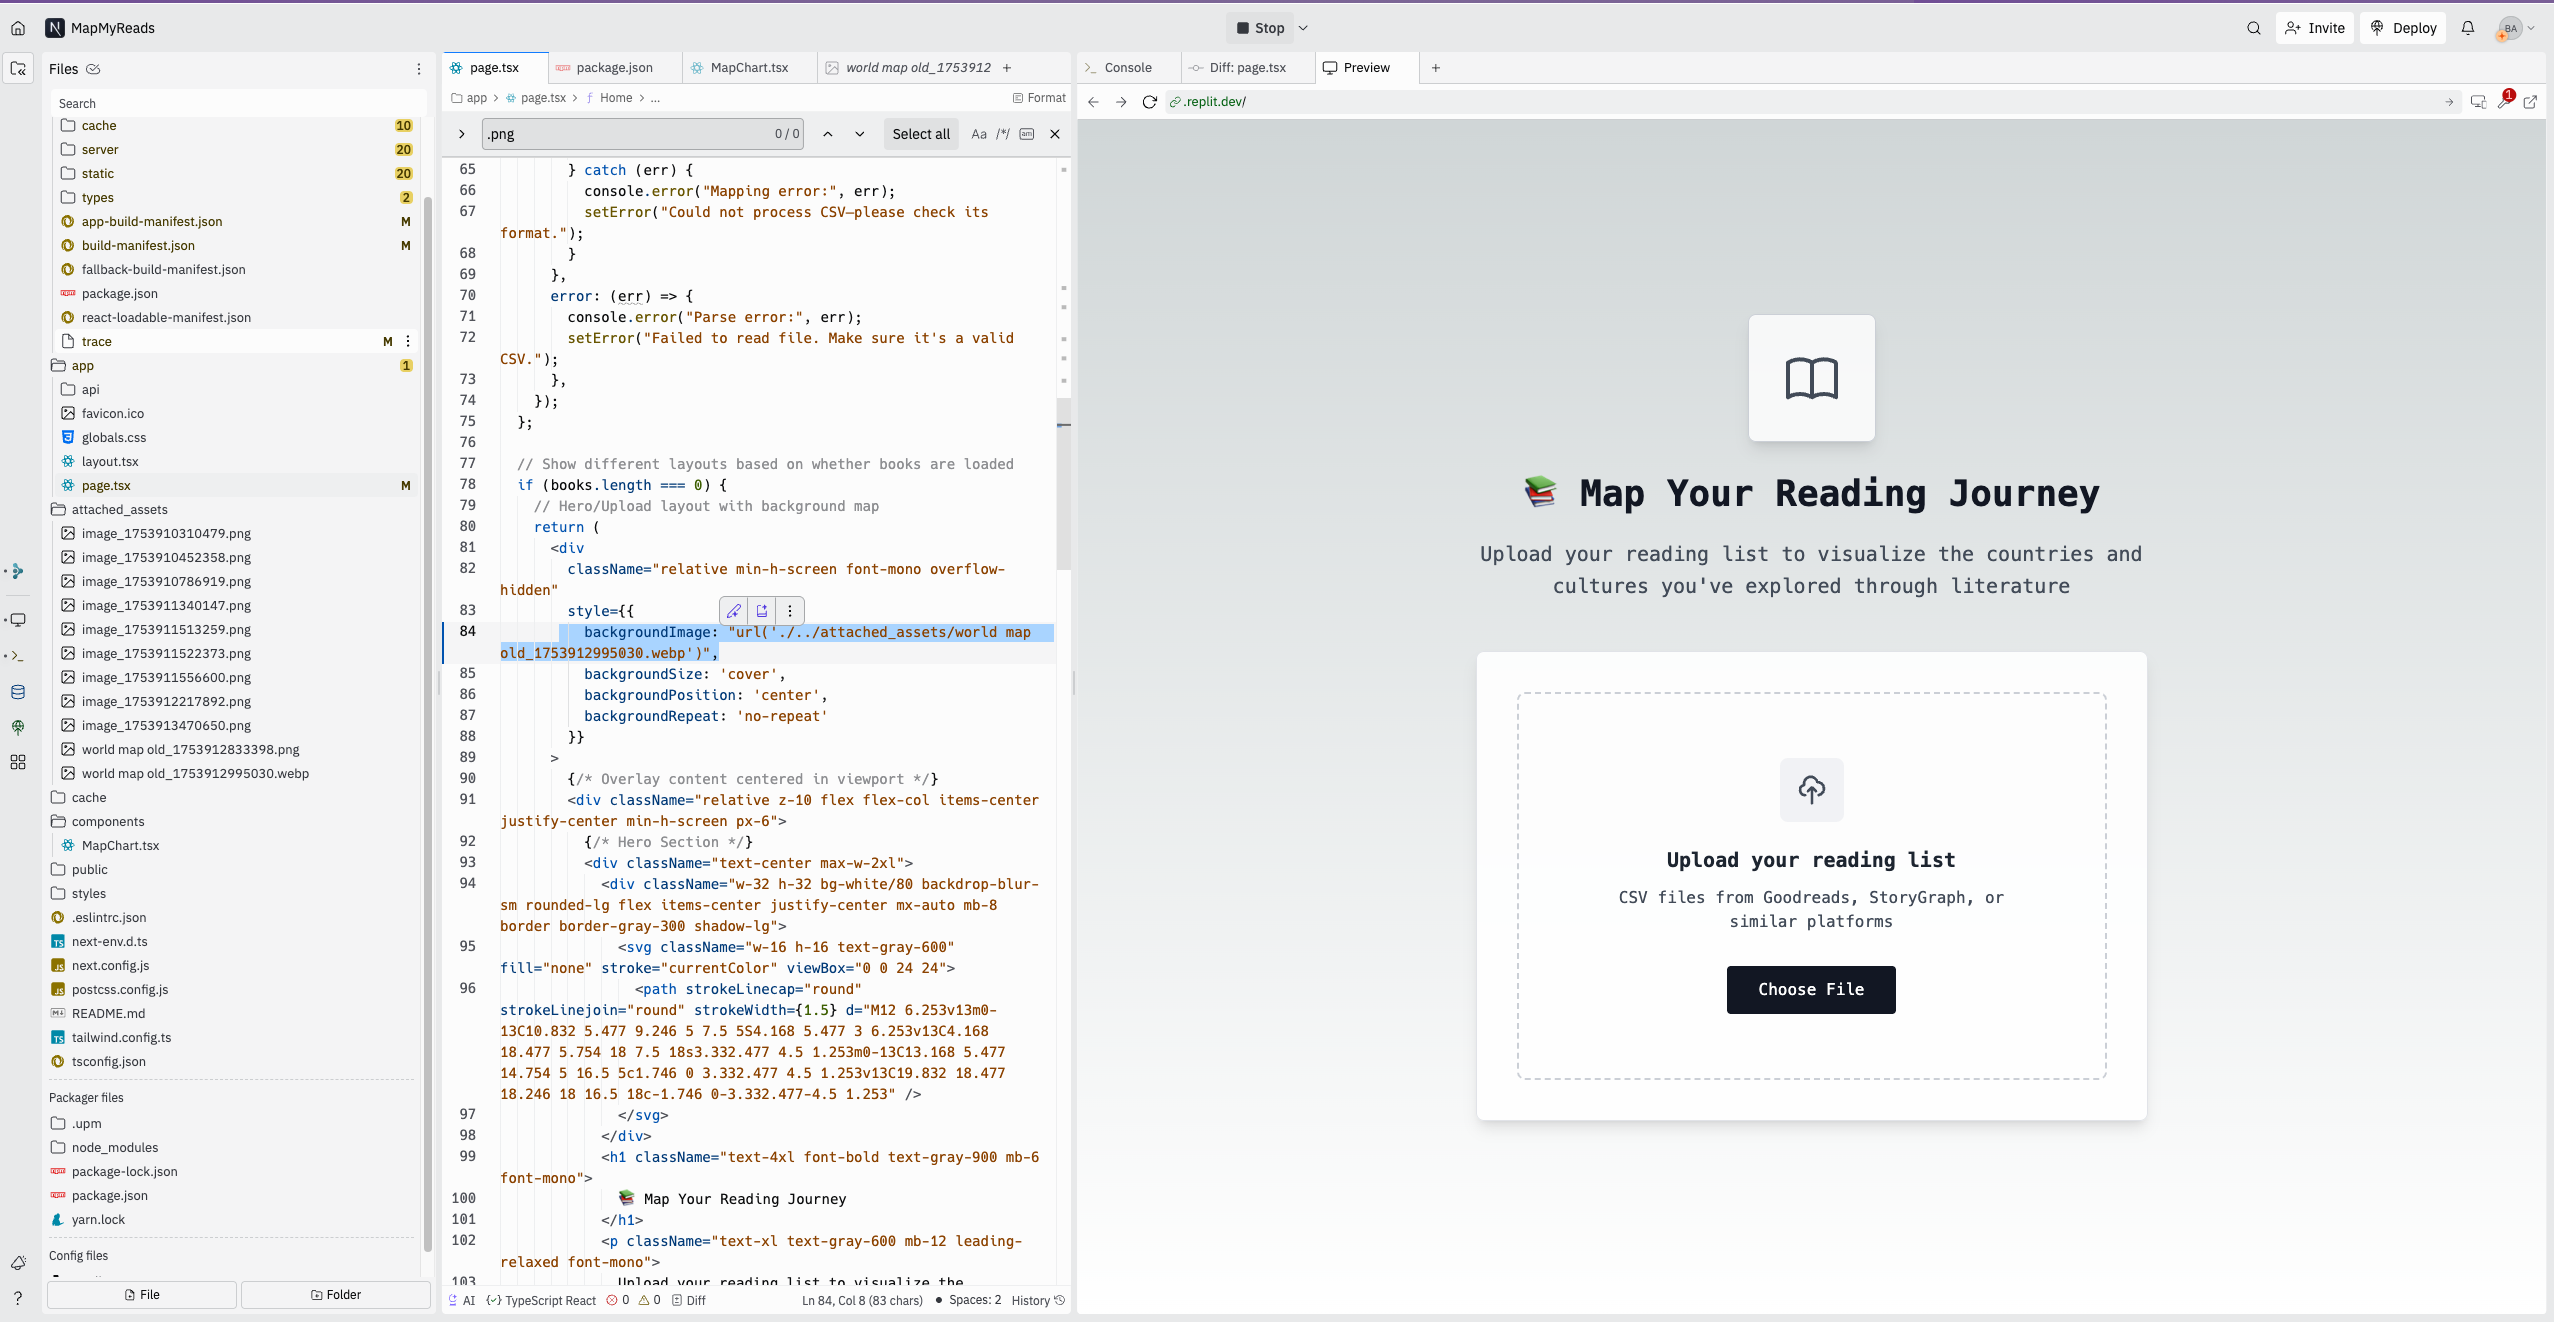 MapMyReads
Stop
Invite
Deploy
BA
Files
Search
cache 10
server 20
static 20
types 2
app-build-manifest.json M
build-manifest.json M
fallback-build-manifest.json
package.json
react-loadable-manifest.json
trace M
app 1
api
favicon.ico
globals.css
layout.tsx
page.tsx M
attached_assets
image_1753910310479.png
image_1753910452358.png
image_1753910786919.png
image_1753911340147.png
image_1753911513259.png
image_1753911522373.png
image_1753911556600.png
image_1753912217892.png
image_1753913470650.png
world map old_1753912833398.png
world map old_1753912995030.webp
cache
components
MapChart.tsx
public
styles
.eslintrc.json
next-env.d.ts
next.config.js
postcss.config.js
README.md
tailwind.config.ts
tsconfig.json
Packager files
.upm
node_modules
package-lock.json
package.json
yarn.lock
Config files
File
Folder
page.tsx
package.json
MapChart.tsx
world map old_1753912
app > page.tsx > f Home > ...
Format
.png 0 / 0
Select all
Aa /*/ am
65 } catch (err) {
66 console.error("Mapping error:", err);
67 setError("Could not process CSV—please check its
format.");
68 }
69 },
70 error: (err) => {
71 console.error("Parse error:", err);
72 setError("Failed to read file. Make sure it's a valid
CSV.");
73 },
74 });
75 };
76
77 // Show different layouts based on whether books are loaded
78 if (books.length === 0) {
79 // Hero/Upload layout with background map
80 return (
81 <div
82 className="relative min-h-screen font-mono overflow-
hidden"
83 style={{
84 backgroundImage: "url('./../attached_assets/world map
old_1753912995030.webp')",
85 backgroundSize: 'cover',
86 backgroundPosition: 'center',
87 backgroundRepeat: 'no-repeat'
88 }}
89 >
90 {/* Overlay content centered in viewport */}
91 <div className="relative z-10 flex flex-col items-center
justify-center min-h-screen px-6">
92 {/* Hero Section */}
93 <div className="text-center max-w-2xl">
94 <div className="w-32 h-32 bg-white/80 backdrop-blur-
sm rounded-lg flex items-center justify-center mx-auto mb-8
border border-gray-300 shadow-lg">
95 <svg className="w-16 h-16 text-gray-600"
fill="none" stroke="currentColor" viewBox="0 0 24 24">
96 <path strokeLinecap="round"
strokeLinejoin="round" strokeWidth={1.5} d="M12 6.253v13m0-
13C10.832 5.477 9.246 5 7.5 5S4.168 5.477 3 6.253v13C4.168
18.477 5.754 18 7.5 18s3.332.477 4.5 1.253m0-13C13.168 5.477
14.754 5 16.5 5c1.746 0 3.332.477 4.5 1.253v13C19.832 18.477
18.246 18 16.5 18c-1.746 0-3.332.477-4.5 1.253" />
97 </svg>
98 </div>
99 <h1 className="text-4xl font-bold text-gray-900 mb-6
font-mono">
100 📚 Map Your Reading Journey
101 </h1>
102 <p className="text-xl text-gray-600 mb-12 leading-
relaxed font-mono">
103 Upload your reading list to visualize the
AI TypeScript React 0 0 Diff Ln 84, Col 8 (83 chars) Spaces: 2 History
Console
Diff: page.tsx
Preview
.replit.dev/
1
📚 Map Your Reading Journey
Upload your reading list to visualize the countries and
cultures you've explored through literature
Upload your reading list
CSV files from Goodreads, StoryGraph, or
similar platforms
Choose File